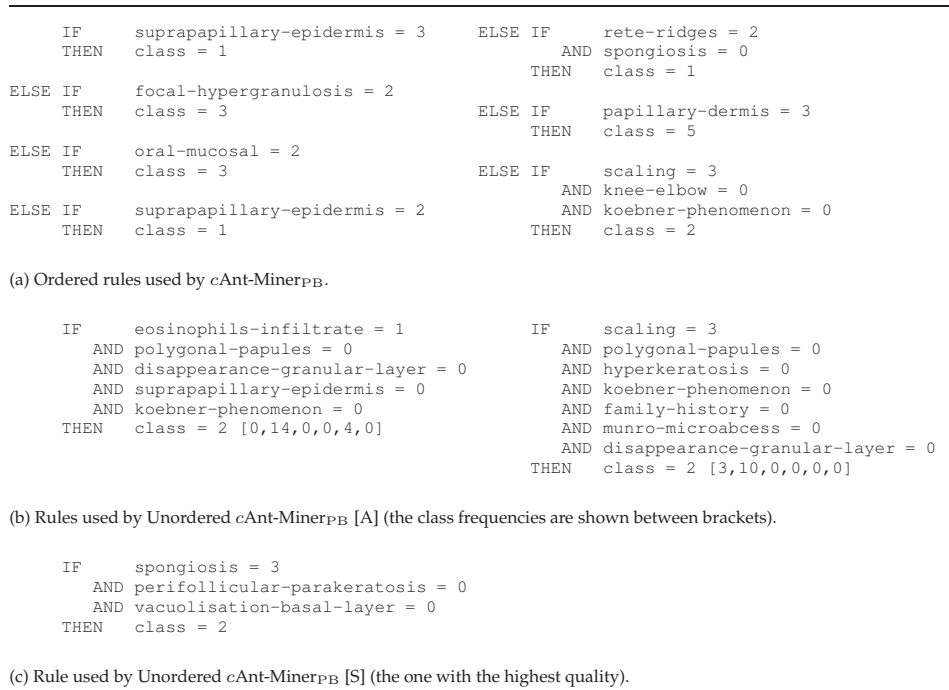 IF suprapapillary-epidermis = 3
THEN class = 1
ELSE IF focal-hypergranulosis = 2
THEN class = 3
ELSE IF oral-mucosal = 2
THEN class = 3
ELSE IF suprapapillary-epidermis = 2
THEN class = 1
ELSE IF rete-ridges = 2
AND spongiosis = 0
THEN class = 1
ELSE IF papillary-dermis = 3
THEN class = 5
ELSE IF scaling = 3
AND knee-elbow = 0
AND koebner-phenomenon = 0
THEN class = 2
(a) Ordered rules used by cAnt-MinerPB.
IF eosinophils-infiltrate = 1
AND polygonal-papules = 0
AND disappearance-granular-layer = 0
AND suprapapillary-epidermis = 0
AND koebner-phenomenon = 0
THEN class = 2 [0,14,0,0,4,0]
IF scaling = 3
AND polygonal-papules = 0
AND hyperkeratosis = 0
AND koebner-phenomenon = 0
AND family-history = 0
AND munro-microabcess = 0
AND disappearance-granular-layer = 0
THEN class = 2 [3,10,0,0,0,0]
(b) Rules used by Unordered cAnt-MinerPB [A] (the class frequencies are shown between brackets).
IF spongiosis = 3
AND perifollicular-parakeratosis = 0
AND vacuolisation-basal-layer = 0
THEN class = 2
(c) Rule used by Unordered cAnt-MinerPB [S] (the one with the highest quality).